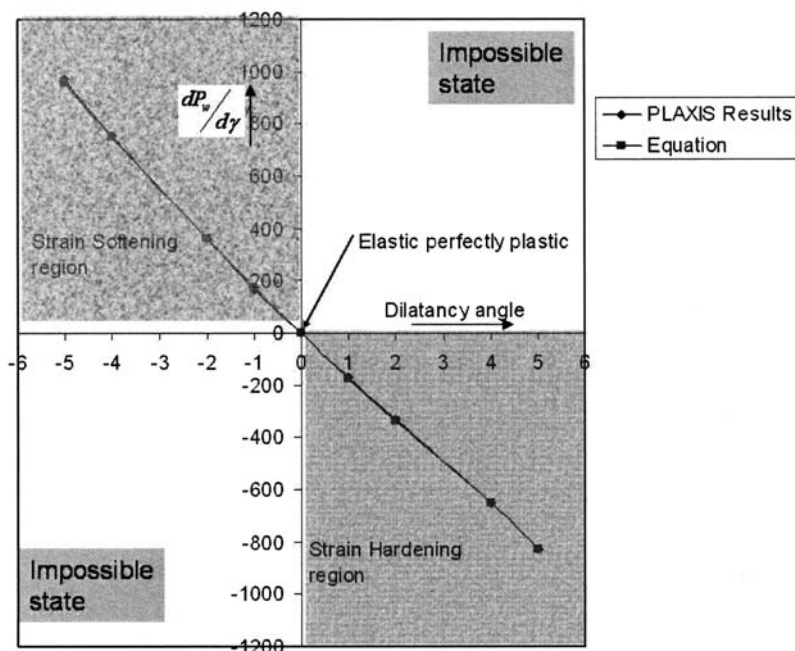 1200
Impossible
state
1000
dPw/dγ
800
PLAXIS Results
Equation
600
400
Strain Softening
region
Elastic perfectly plastic
200
Dilatancy angle
0
-6 -5 -4 -3 -2 -1 0 1 2 3 4 5 6
-200
-400
-600
-800
Strain Hardening
region
Impossible
state
-1000
-1200